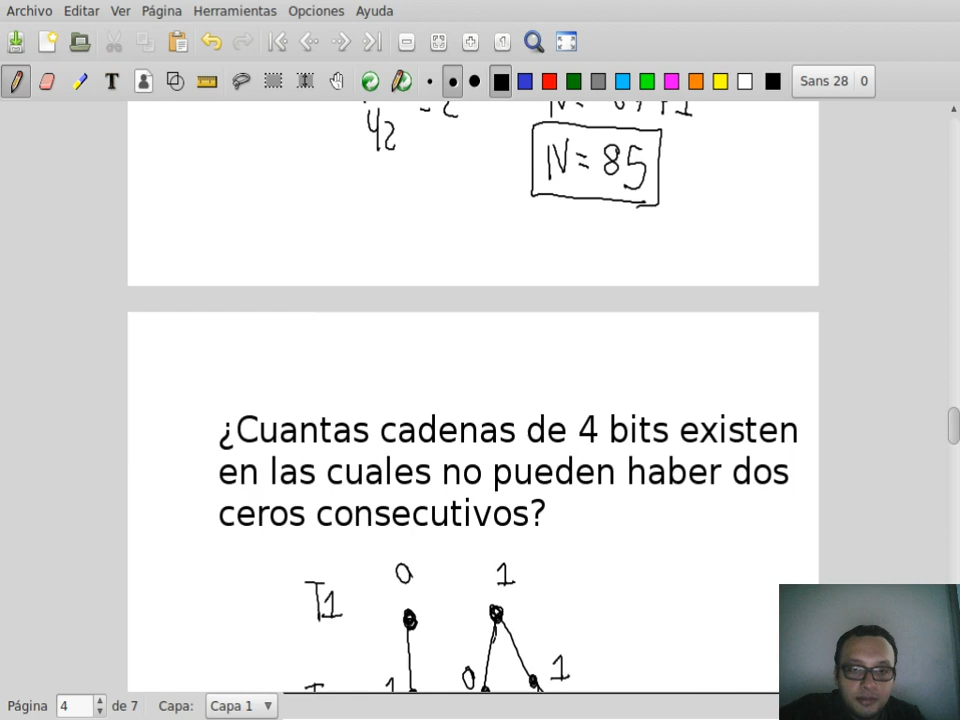 Archivo Editar Ver Página Herramientas Opciones Ayuda
T Sans 28 0
42
N = 85
¿Cuantas cadenas de 4 bits existen
en las cuales no pueden haber dos
ceros consecutivos?
0 1
T1
1 0 1
Página 4 de 7 Capa: Capa 1